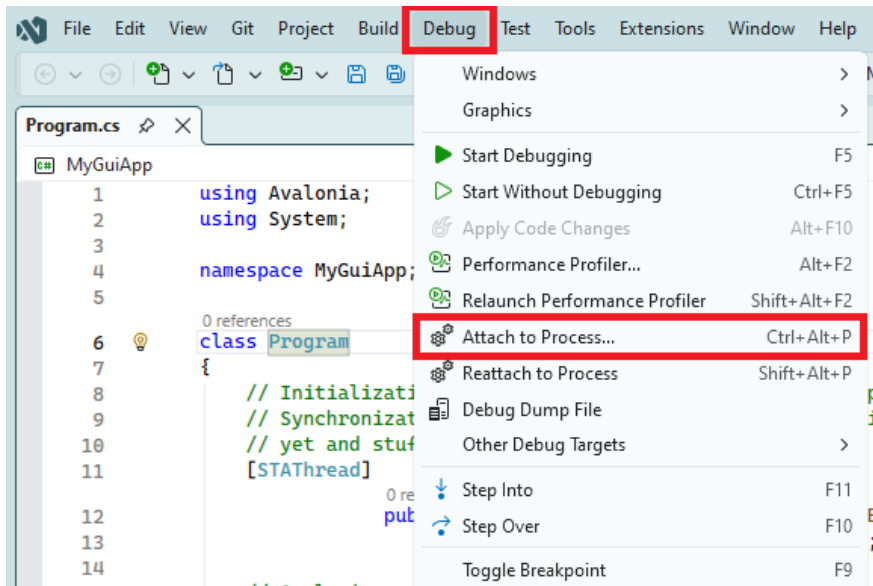 File Edit View Git Project Build Debug Test Tools Extensions Window Help
Program.cs
C# MyGuiApp
1 using Avalonia;
2 using System;
3
4 namespace MyGuiApp;
5
0 references
6 class Program
7 {
8 // Initializati
9 // Synchronizat
10 // yet and stuf
11 [STAThread]
0 re
12 pub
13
14
Windows
Graphics
Start Debugging F5
Start Without Debugging Ctrl+F5
Apply Code Changes Alt+F10
Performance Profiler... Alt+F2
Relaunch Performance Profiler Shift+Alt+F2
Attach to Process... Ctrl+Alt+P
Reattach to Process Shift+Alt+P
Debug Dump File
Other Debug Targets
Step Into F11
Step Over F10
Toggle Breakpoint F9